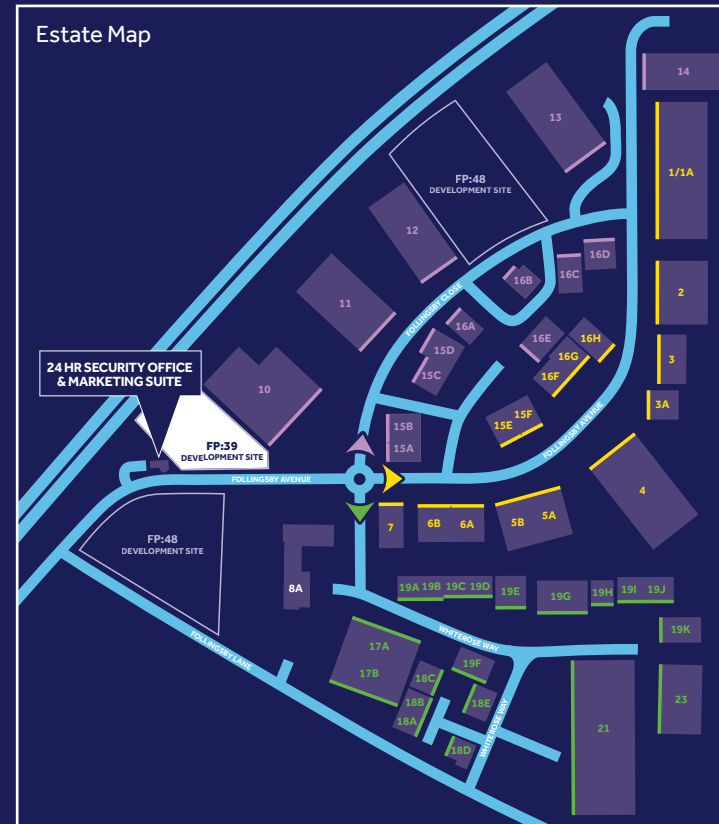 Estate Map
14
13
1/1A
FP:48
DEVELOPMENT SITE
12
16D
16B
16C
2
11
FOLLINGSBY CLOSE
16A
16E
16H
15D
16G
3
15C
16F
24 HR SECURITY OFFICE
& MARKETING SUITE
10
3A
15F
15E
15B
15A
FOLLINGSBY AVENUE
FP:39
DEVELOPMENT SITE
FOLLINGSBY AVENUE
4
7
6B
6A
5B
5A
FP:48
DEVELOPMENT SITE
8A
19A
19B
19C
19D
19E
19G
19H
19I
19J
19K
WHITEROSE WAY
17A
17B
19F
18C
18B
18A
18E
18D
WHITEROSE WAY
FOLLINGSBY LANE
21
23